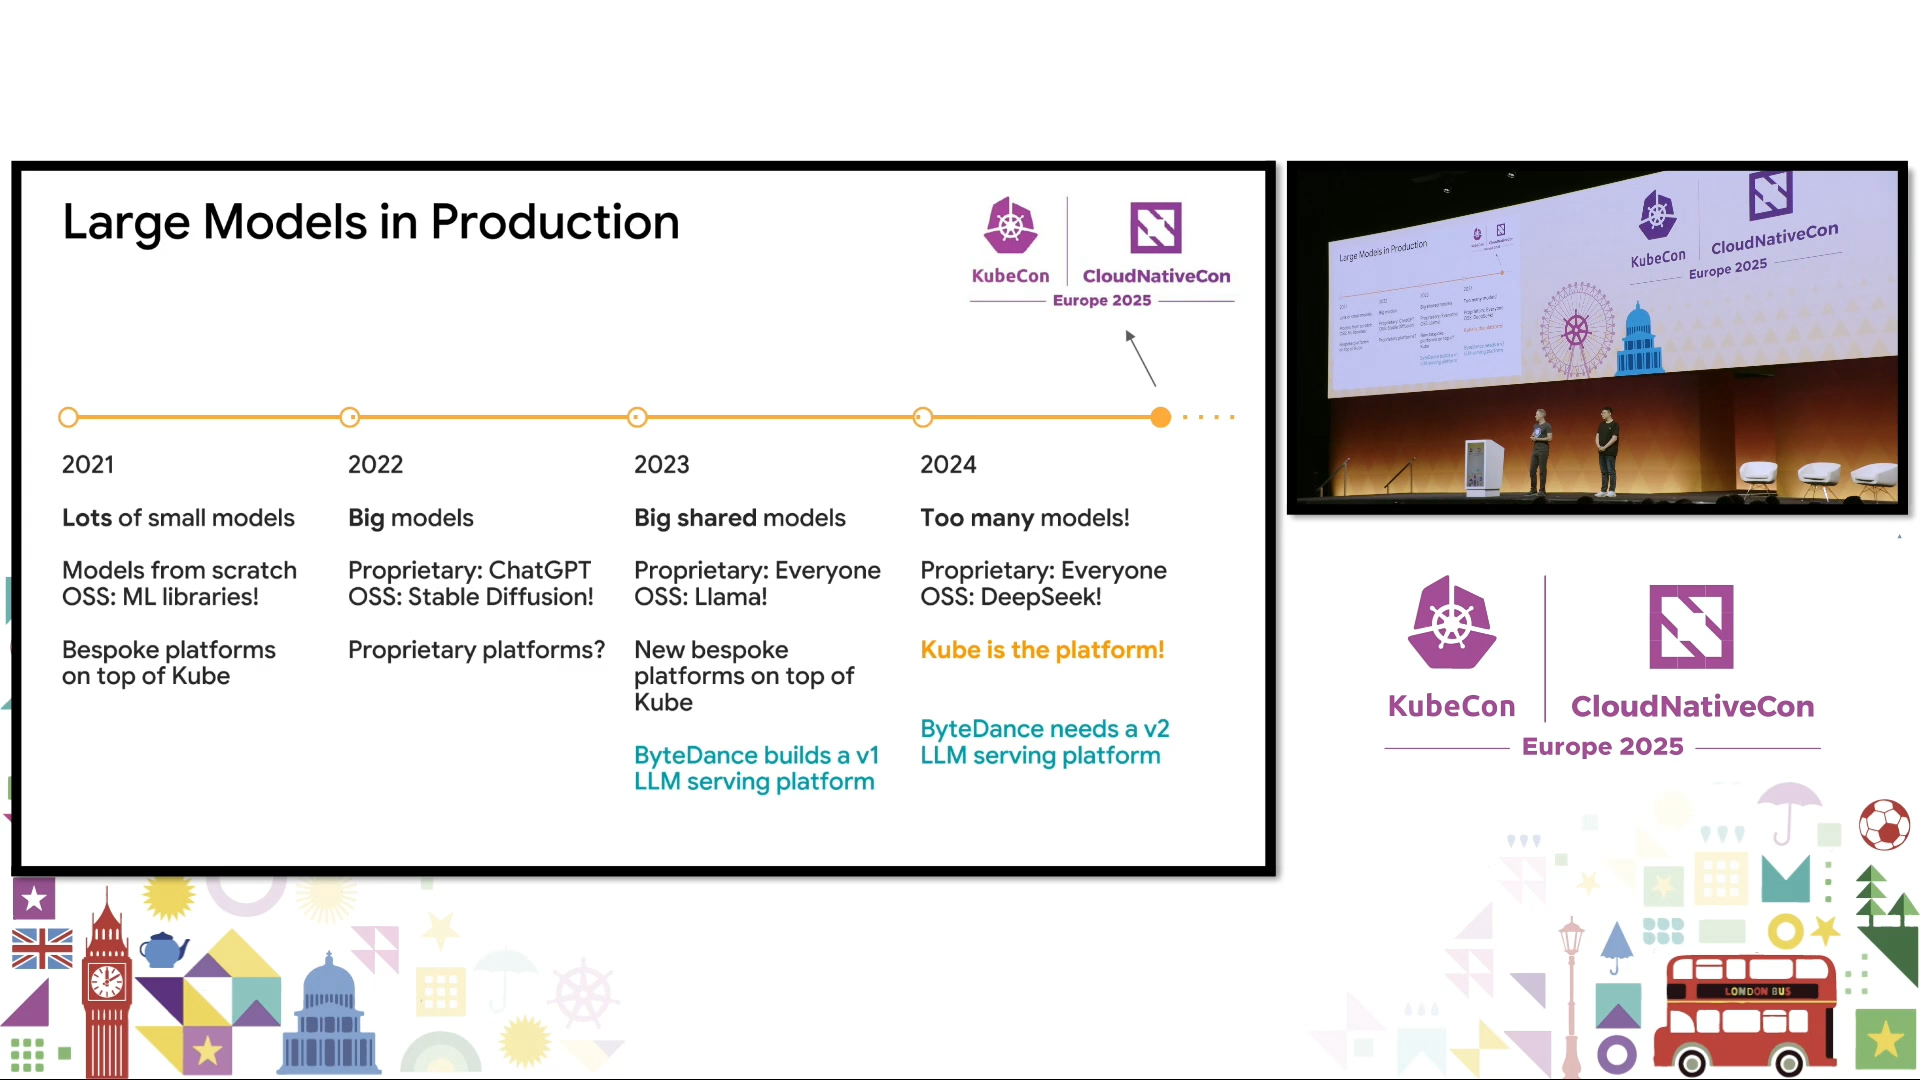 Large Models in Production
KubeCon
CloudNativeCon
Europe 2025
2021
Lots of small models
Models from scratch
OSS: ML libraries!
Bespoke platforms
on top of Kube
2022
Big models
Proprietary: ChatGPT
OSS: Stable Diffusion!
Proprietary platforms?
2023
Big shared models
Proprietary: Everyone
OSS: Llama!
New bespoke
platforms on top of
Kube
ByteDance builds a v1
LLM serving platform
2024
Too many models!
Proprietary: Everyone
OSS: DeepSeek!
Kube is the platform!
ByteDance needs a v2
LLM serving platform
Large Models in Production
KubeCon
CloudNativeCon
Europe 2025
KubeCon
CloudNativeCon
Europe 2025
LONDON BUS